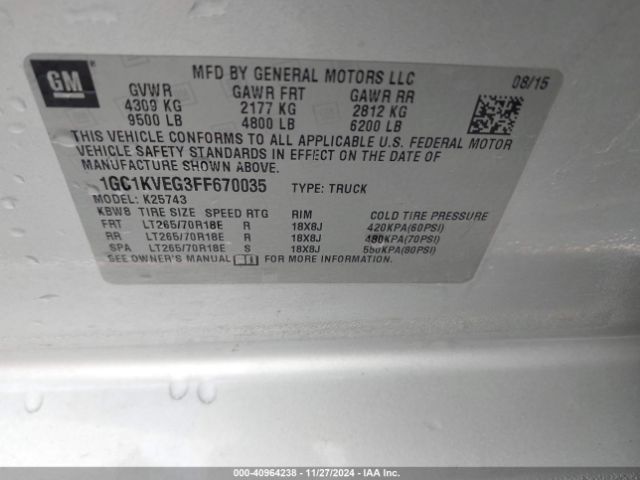 GM
MFD BY GENERAL MOTORS LLC
08/15
GVWR GAWR FRT GAWR RR
4309 KG 2177 KG 2812 KG
9500 LB 4800 LB 6200 LB
THIS VEHICLE CONFORMS TO ALL APPLICABLE U.S. FEDERAL MOTOR
VEHICLE SAFETY STANDARDS IN EFFECT ON THE DATE OF
MANUFACTURE SHOWN ABOVE.
1GC1KVEG3FF670035 TYPE: TRUCK
MODEL: K25743
KBW8 TIRE SIZE SPEED RTG RIM COLD TIRE PRESSURE
FRT LT265/70R18E R 18X8J 420KPA(60PSI)
RR LT265/70R18E R 18X8J 480KPA(70PSI)
SPA LT265/70R18E S 18X8J 550KPA(80PSI)
SEE OWNER'S MANUAL FOR MORE INFORMATION.
000-40964238 - 11/27/2024 - IAA Inc.